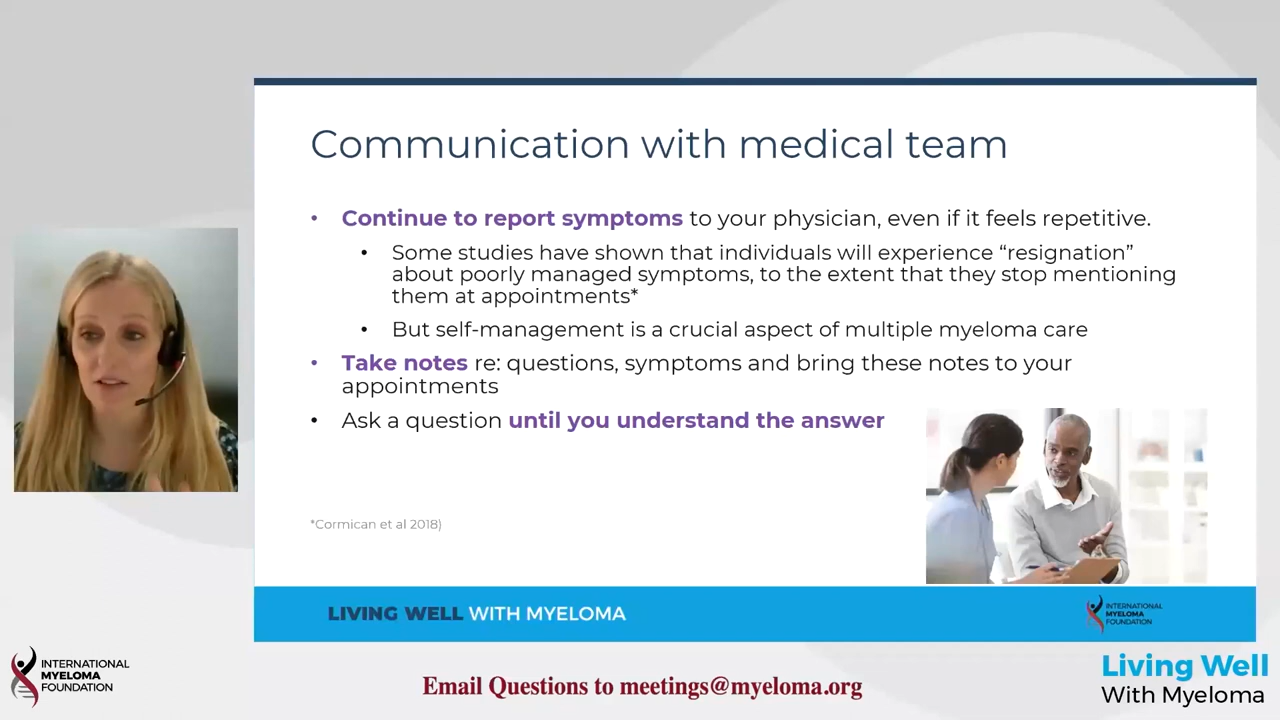 Communication with medical team
• Continue to report symptoms to your physician, even if it feels repetitive.
• Some studies have shown that individuals will experience “resignation”
about poorly managed symptoms, to the extent that they stop mentioning
them at appointments*
• But self-management is a crucial aspect of multiple myeloma care
• Take notes re: questions, symptoms and bring these notes to your
appointments
• Ask a question until you understand the answer
*Cormican et al 2018)
LIVING WELL WITH MYELOMA
INTERNATIONAL
MYELOMA
FOUNDATION
INTERNATIONAL
MYELOMA
FOUNDATION
Email Questions to meetings@myeloma.org
Living Well
With Myeloma